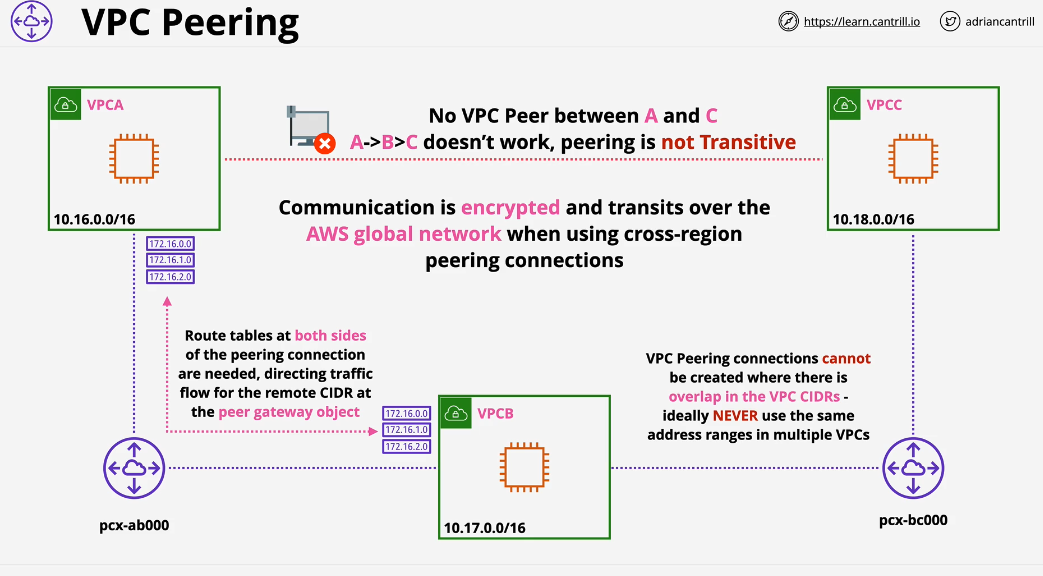 VPC Peering
https://learn.cantrill.io
adriancantrill
VPCA
10.16.0.0/16
No VPC Peer between A and C
A->B>C doesn't work, peering is not Transitive
VPCC
10.18.0.0/16
Communication is encrypted and transits over the
AWS global network when using cross-region
peering connections
172.16.0.0
172.16.1.0
172.16.2.0
Route tables at both sides
of the peering connection
are needed, directing traffic
flow for the remote CIDR at
the peer gateway object
172.16.0.0
172.16.1.0
172.16.2.0
VPCB
10.17.0.0/16
VPC Peering connections cannot
be created where there is
overlap in the VPC CIDRs -
ideally NEVER use the same
address ranges in multiple VPCs
pcx-ab000
pcx-bc000